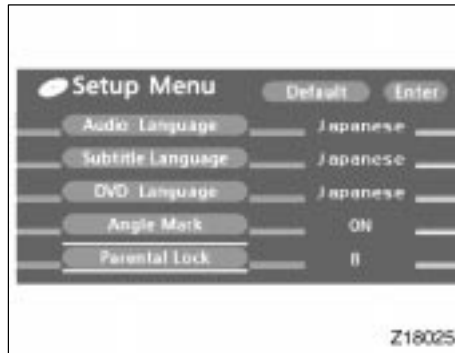 Setup Menu Default Enter
Audio Language Japanese
Subtitle Language Japanese
DVD Language Japanese
Angle Mark ON
Parental Lock 8
Z18025